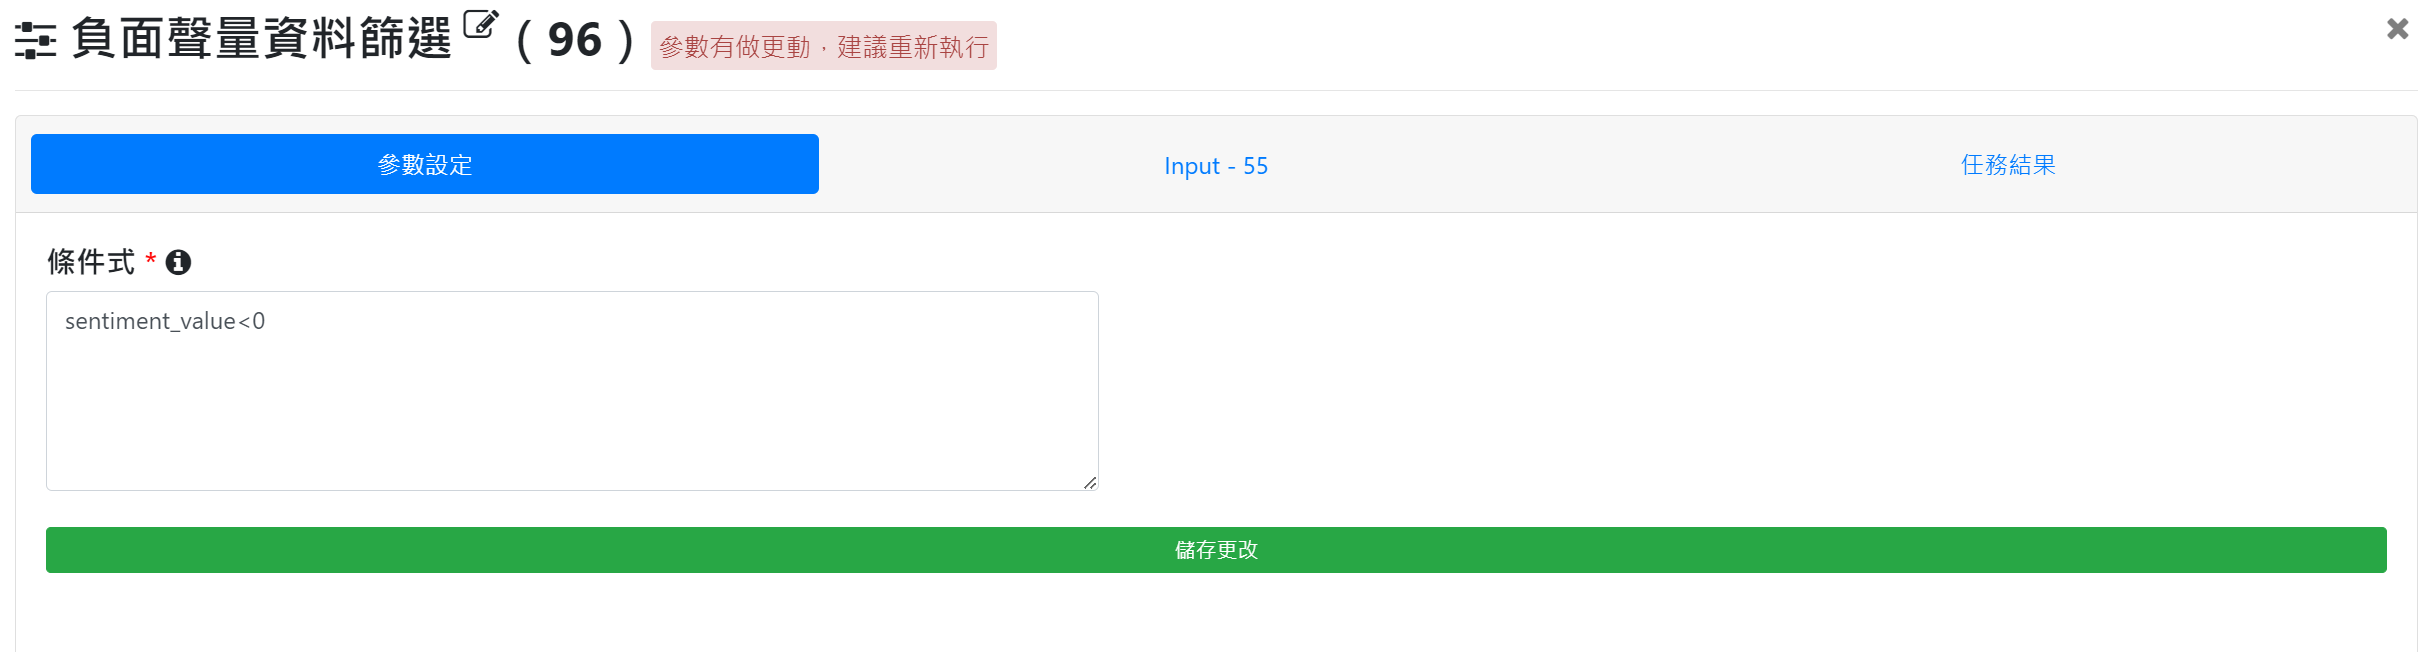 負面聲量資料篩選 ( 96 ) 參數有做更動，建議重新執行
參數設定 Input - 55 任務結果
條件式 *
sentiment_value<0
儲存更改